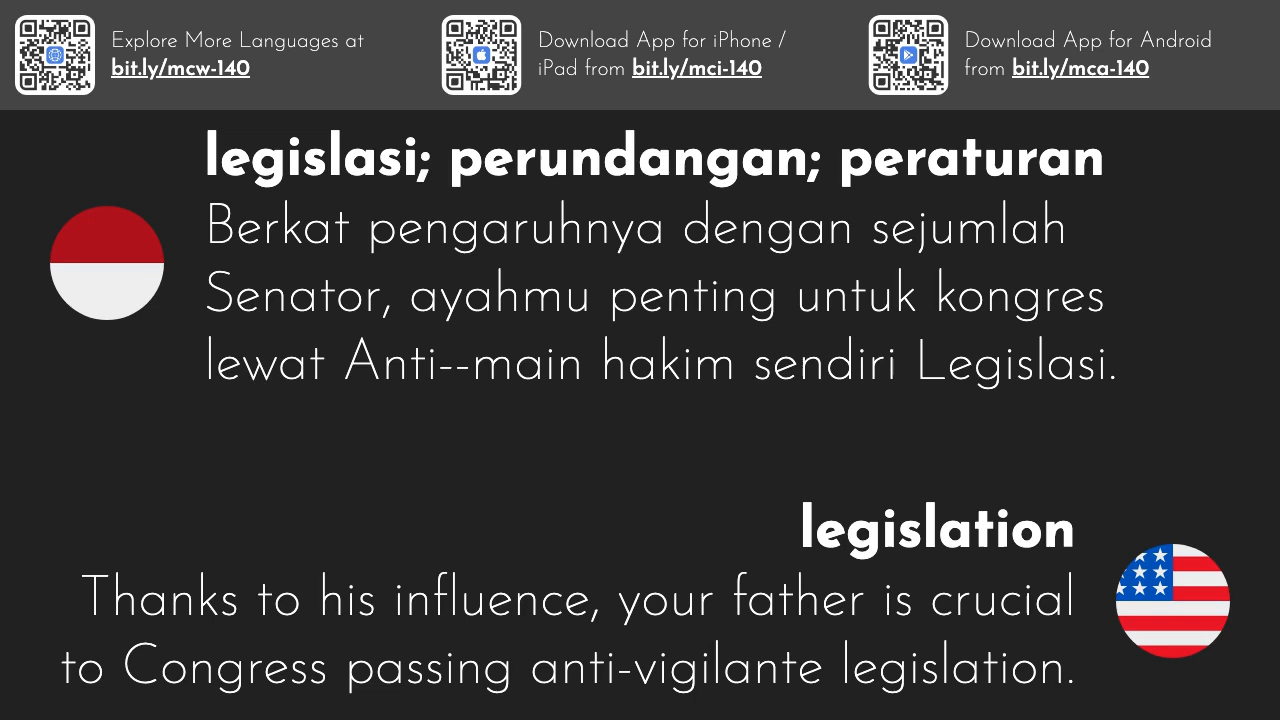 Explore More Languages at
bit.ly/mcw-140
Download App for iPhone /
iPad from bit.ly/mci-140
Download App for Android
from bit.ly/mca-140
legislasi; perundangan; peraturan
Berkat pengaruhnya dengan sejumlah
Senator, ayahmu penting untuk kongres
lewat Anti--main hakim sendiri Legislasi.
legislation
Thanks to his influence, your father is crucial
to Congress passing anti-vigilante legislation.